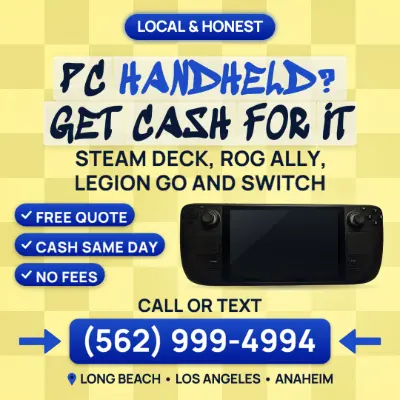 LOCAL & HONEST
PC HANDHELD?
GET CASH FOR IT
STEAM DECK, ROG ALLY,
LEGION GO AND SWITCH
✓ FREE QUOTE
✓ CASH SAME DAY
✓ NO FEES
CALL OR TEXT
(562) 999-4994
LONG BEACH • LOS ANGELES • ANAHEIM